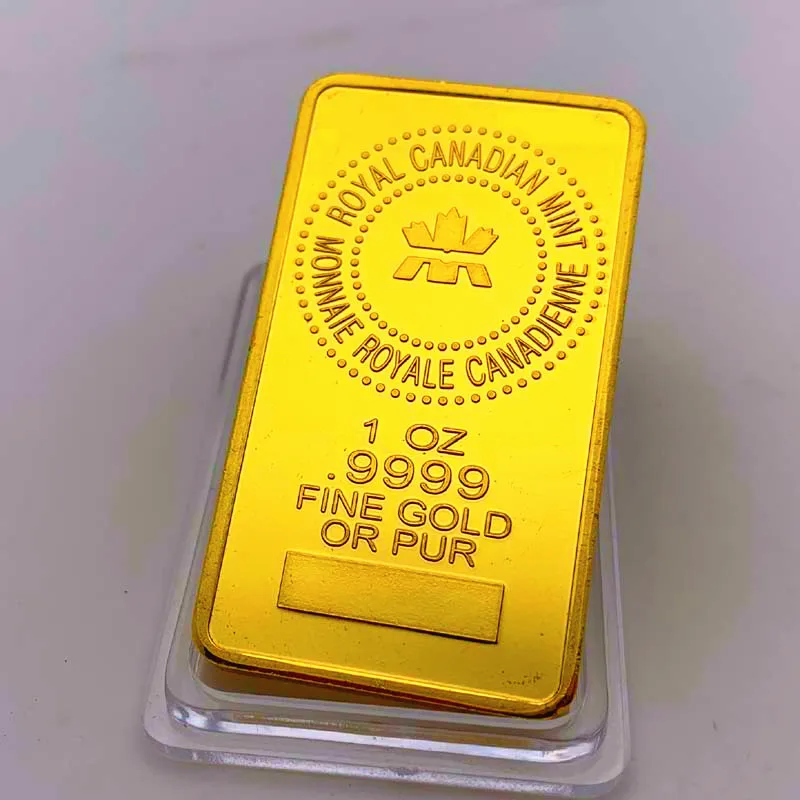 ROYAL CANADIAN MINT
MONNAIE ROYALE CANADIENNE
1 OZ
.9999
FINE GOLD
OR PUR